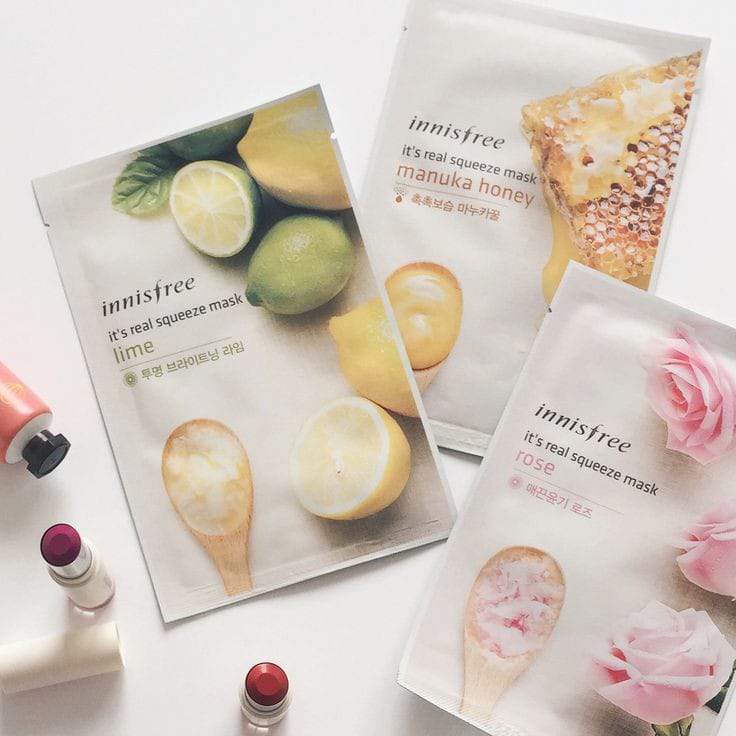 innisfree
it's real squeeze mask
lime
투명 브라이트닝 라임
innisfree
it's real squeeze mask
manuka honey
촉촉보습 마누카꿀
innisfree
it's real squeeze mask
rose
매끈윤기 로즈